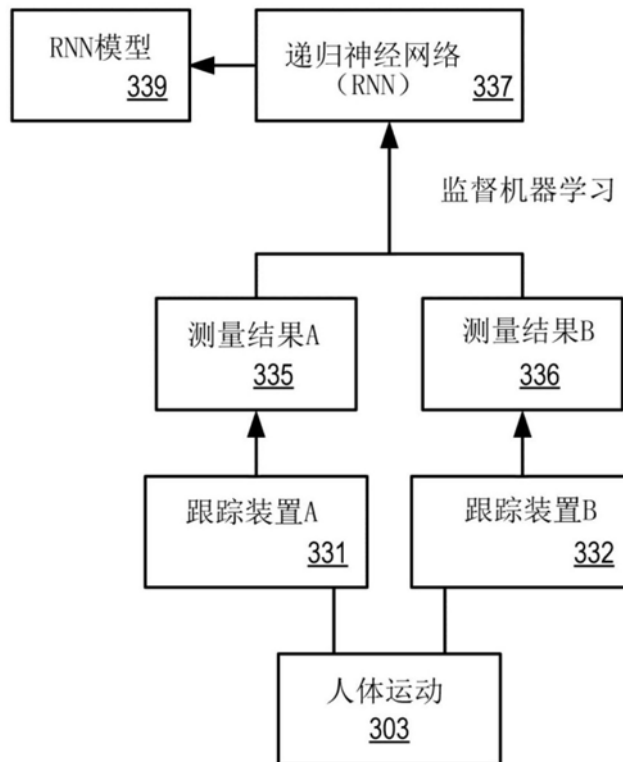 RNN模型
339
递归神经网络
（RNN）
337
监督机器学习
测量结果A
335
测量结果B
336
跟踪装置A
331
跟踪装置B
332
人体运动
303